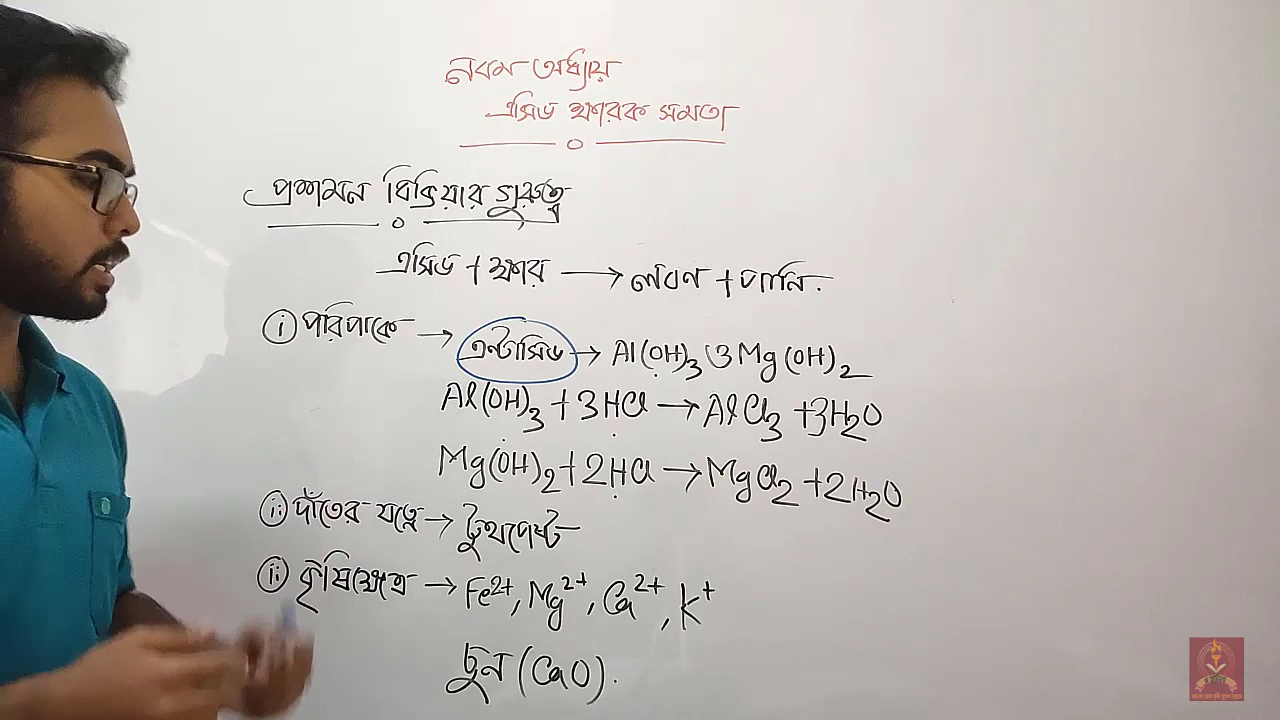 নবম অধ্যায়
এসিড ক্ষারক সমতা
প্রশমন বিক্রিয়ার গুরুত্ব
এসিড + ক্ষার → লবণ + পানি.
(i) পরিপাকে → এন্টাসিড → Al(OH)3 ও Mg(OH)2
Al(OH)3 + 3HCl → AlCl3 + 3H2O
Mg(OH)2 + 2HCl → MgCl2 + 2H2O
(ii) দাঁতের যত্নে → টুথপেস্ট
(ii) কৃষিক্ষেত্রে → Fe2+, Mg2+, Ca2+, K+
চুন (CaO).